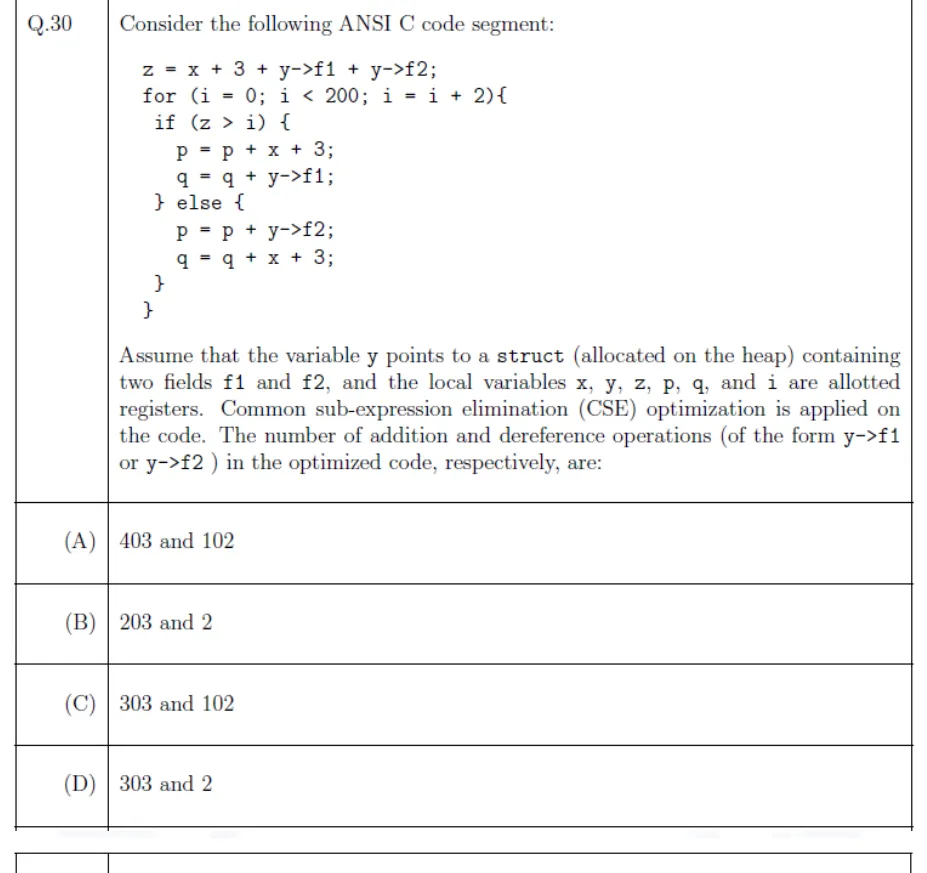 Q.30 Consider the following ANSI C code segment:
z = x + 3 + y->f1 + y->f2;
for (i = 0; i < 200; i = i + 2){
if (z > i) {
p = p + x + 3;
q = q + y->f1;
} else {
p = p + y->f2;
q = q + x + 3;
}
}
Assume that the variable y points to a struct (allocated on the heap) containing
two fields f1 and f2, and the local variables x, y, z, p, q, and i are allotted
registers. Common sub-expression elimination (CSE) optimization is applied on
the code. The number of addition and dereference operations (of the form y->f1
or y->f2 ) in the optimized code, respectively, are:
(A) 403 and 102
(B) 203 and 2
(C) 303 and 102
(D) 303 and 2